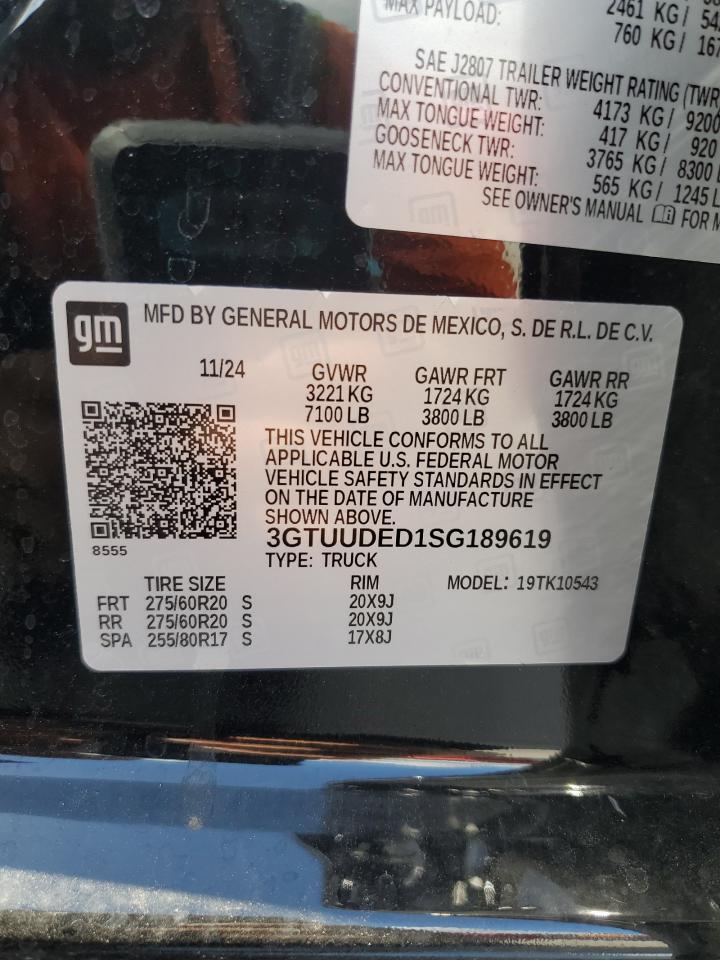 MAX PAYLOAD: 2461 KG /
760 KG /
SAE J2807 TRAILER WEIGHT RATING (TWR
CONVENTIONAL TWR: 4173 KG / 9200
MAX TONGUE WEIGHT: 417 KG / 920
GOOSENECK TWR: 3765 KG / 8300
MAX TONGUE WEIGHT: 565 KG / 1245 L
SEE OWNER'S MANUAL FOR
gm
MFD BY GENERAL MOTORS DE MEXICO, S. DE R.L. DE C.V.
11/24 GVWR GAWR FRT GAWR RR
3221 KG 1724 KG 1724 KG
7100 LB 3800 LB 3800 LB
THIS VEHICLE CONFORMS TO ALL
APPLICABLE U.S. FEDERAL MOTOR
VEHICLE SAFETY STANDARDS IN EFFECT
ON THE DATE OF MANUFACTURE
SHOWN ABOVE.
3GTUUDED1SG189619
8555
TYPE: TRUCK
TIRE SIZE RIM MODEL: 19TK10543
FRT 275/60R20 S 20X9J
RR 275/60R20 S 20X9J
SPA 255/80R17 S 17X8J